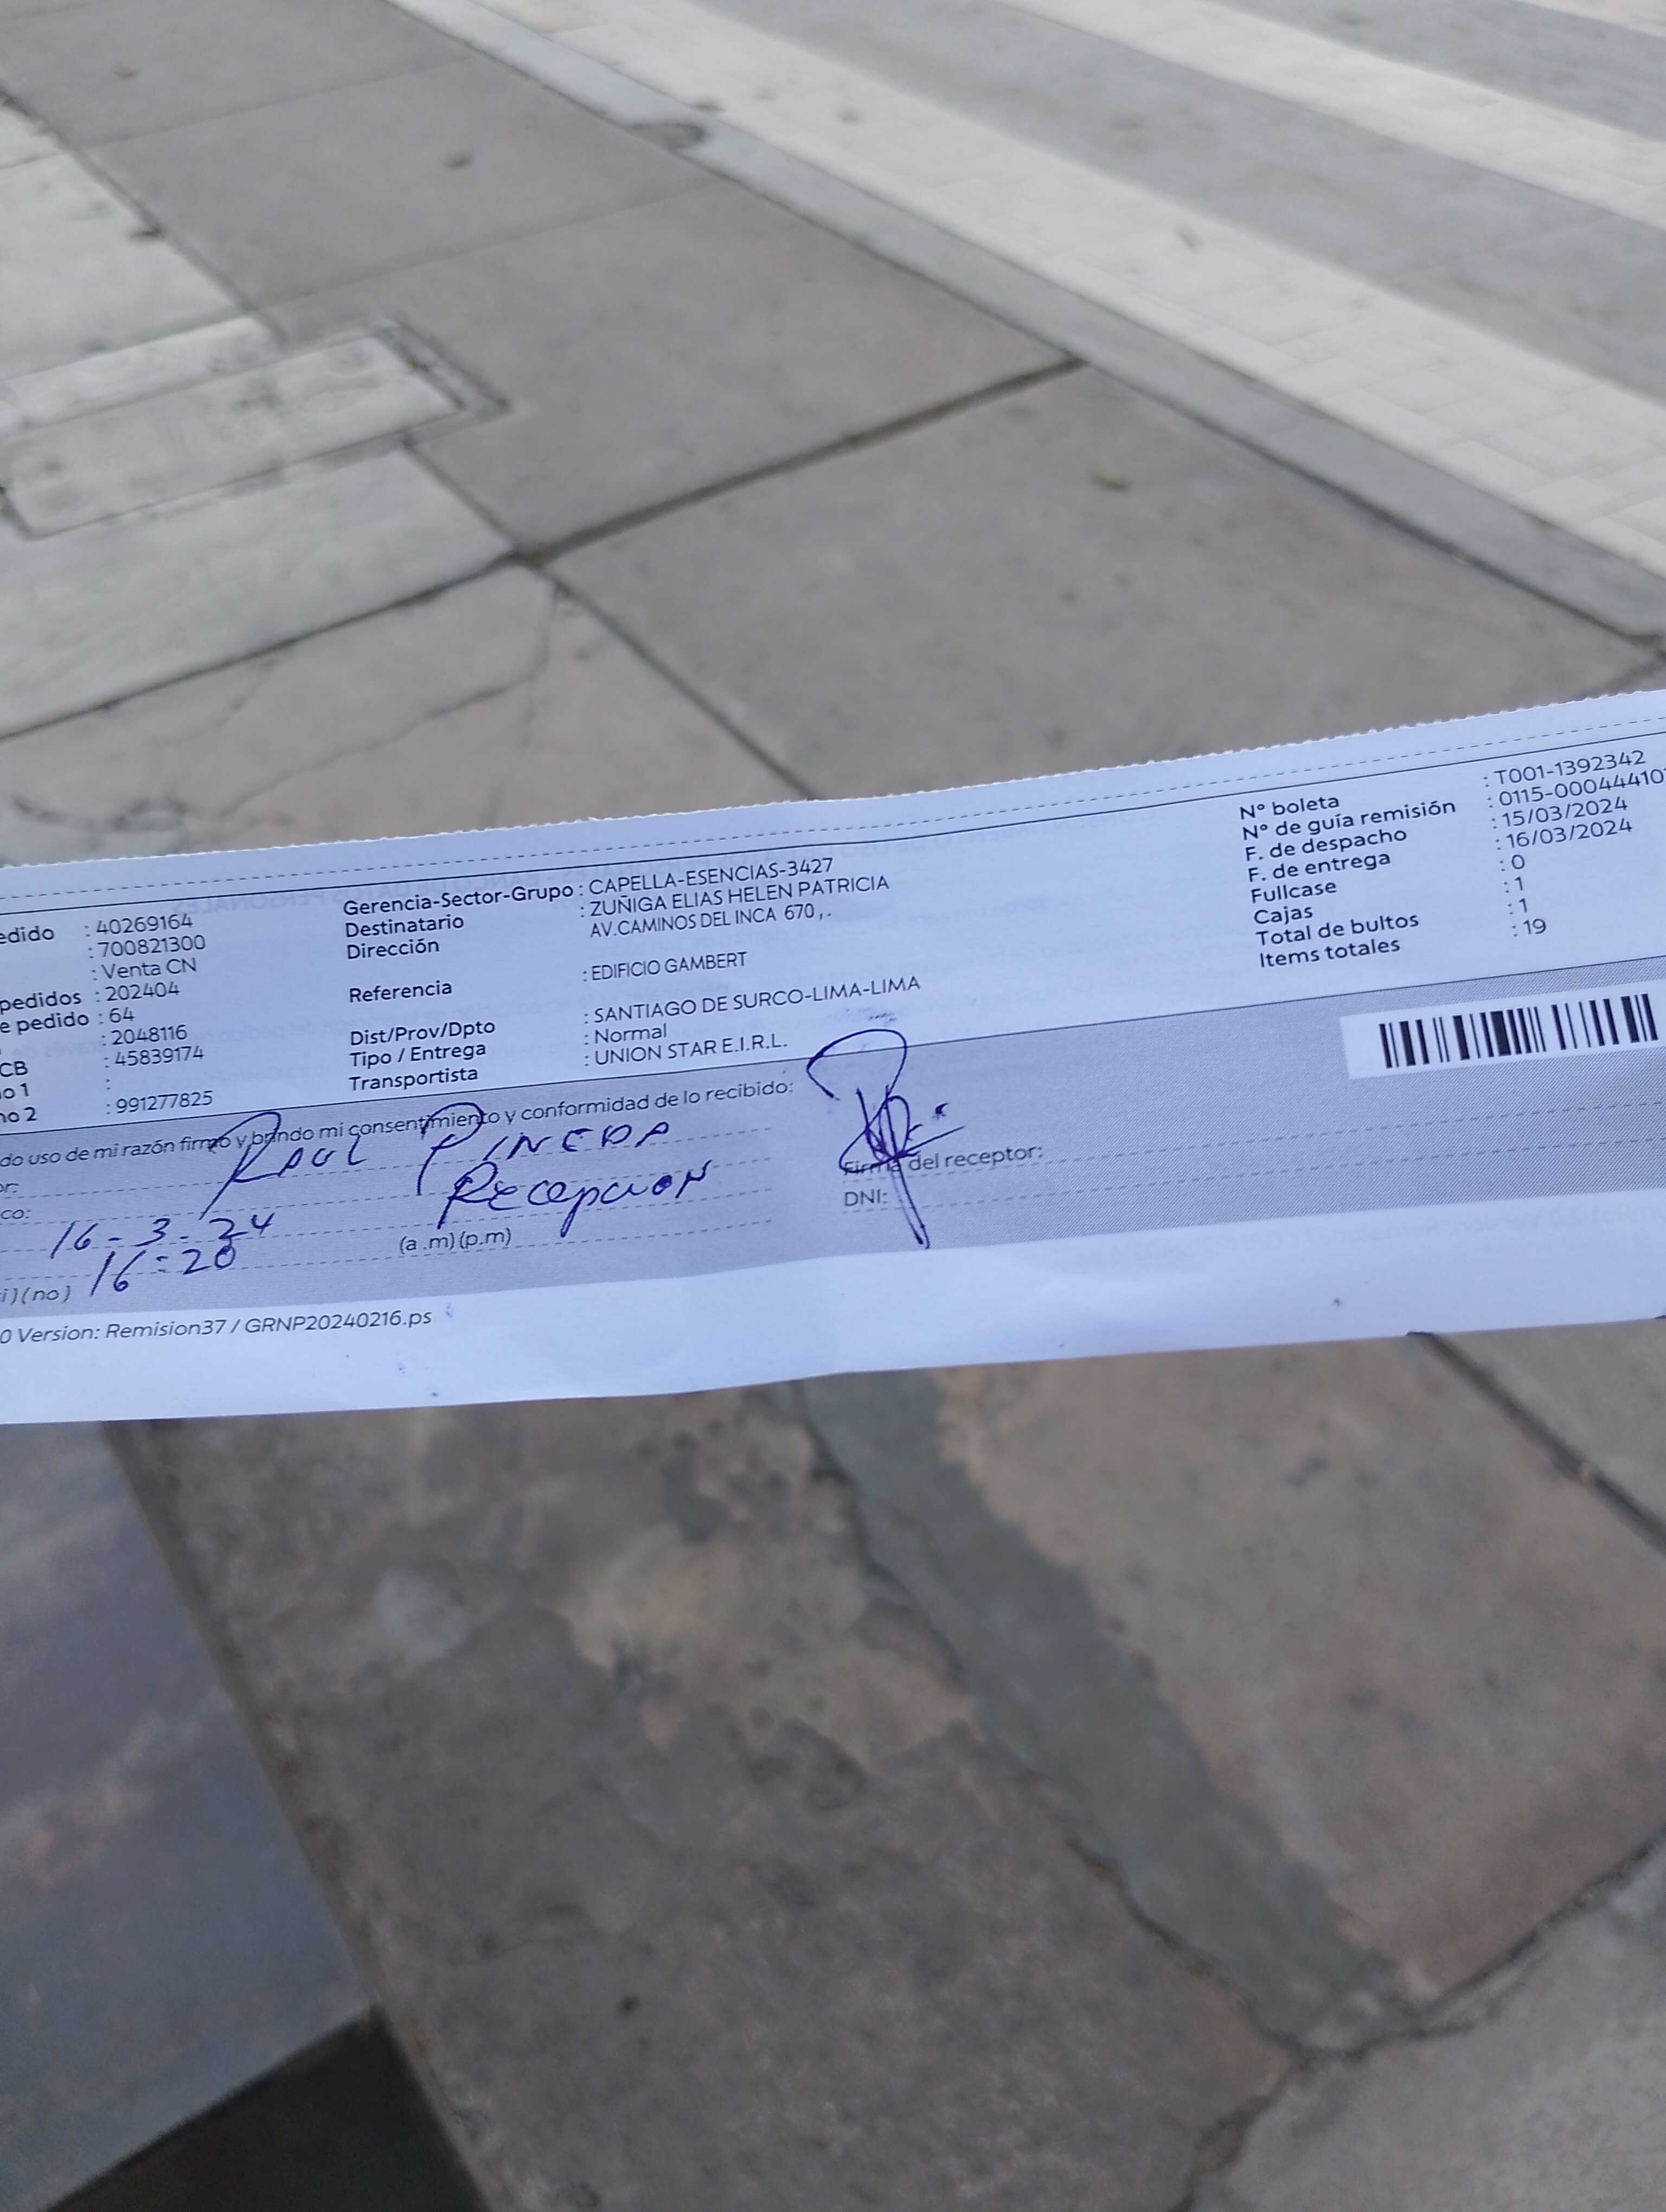 edido : 40269164
: 700821300
: Venta CN
pedidos : 202404
e pedido : 64
: 2048116
CB : 45839174
no 1 :
no 2 : 991277825
Gerencia-Sector-Grupo : CAPELLA-ESENCIAS-3427
Destinatario : ZUÑIGA ELIAS HELEN PATRICIA
Dirección AV.CAMINOS DEL INCA 670,.
Referencia : EDIFICIO GAMBERT
Dist/Prov/Dpto : SANTIAGO DE SURCO-LIMA-LIMA
Tipo / Entrega : Normal
Transportista : UNION STAR E.I.R.L.
N° boleta : T001-1392342
N° de guía remisión : 0115-000444410
F. de despacho : 15/03/2024
F. de entrega : 16/03/2024
Fullcase : 0
Cajas : 1
Total de bultos : 1
Items totales : 19
do uso de mi razón firmo y brindo mi consentimiento y conformidad de lo recibido:
or: RAUL PINEDA
co: Recepcion
16-3-24
16:20 (a .m) (p.m)
i) (no)
Firma del receptor:
DNI:
0 Version: Remision37 / GRNP20240216.ps